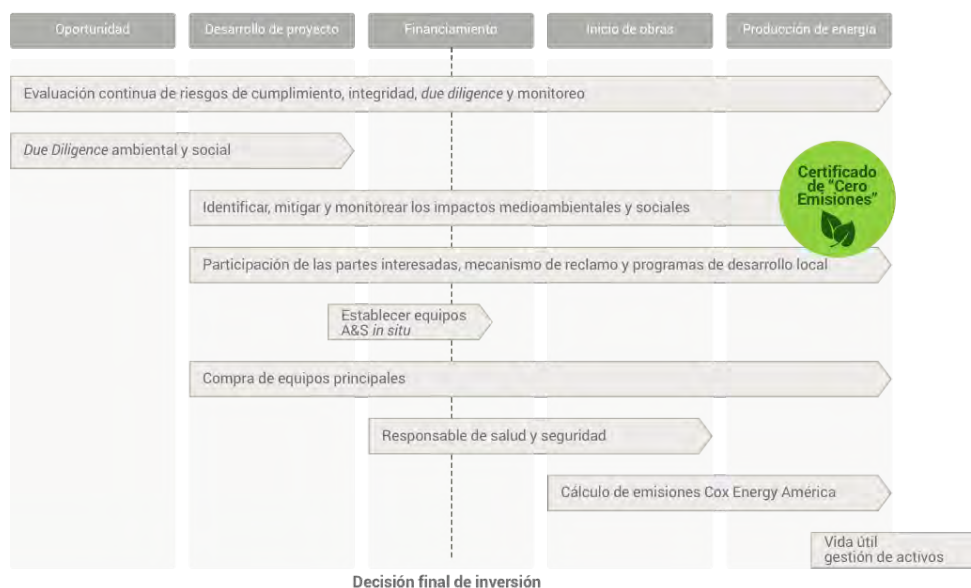 Oportunidad
Desarrollo de proyecto
Financiamiento
Inicio de obras
Producción de energía
Evaluación continua de riesgos de cumplimiento, integridad, due diligence y monitoreo
Due Diligence ambiental y social
Certificado
de "Cero
Emisiones"
Identificar, mitigar y monitorear los impactos medioambientales y sociales
Participación de las partes interesadas, mecanismo de reclamo y programas de desarrollo local
Establecer equipos
A&S in situ
Compra de equipos principales
Responsable de salud y seguridad
Cálculo de emisiones Cox Energy América
Vida útil
gestión de activos
Decisión final de inversión